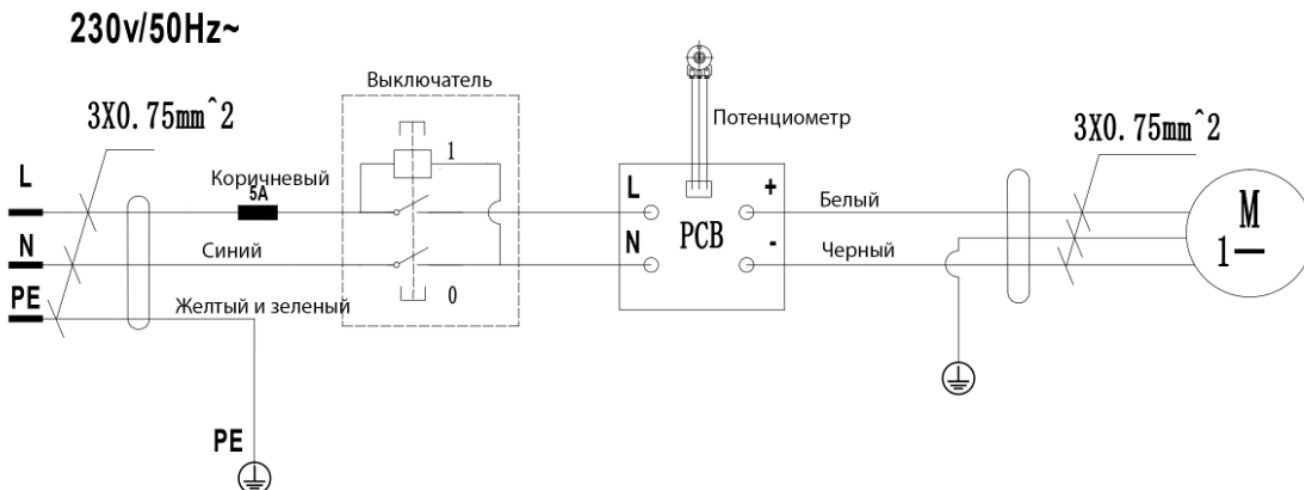 230v/50Hz~
Выключатель
3X0.75mm^2
Потенциометр
3X0.75mm^2
L
Коричневый
5A
1
L
+
Белый
M
1
N
Синий
N
PCB
-
Черный
PE
Желтый и зеленый
0
PE